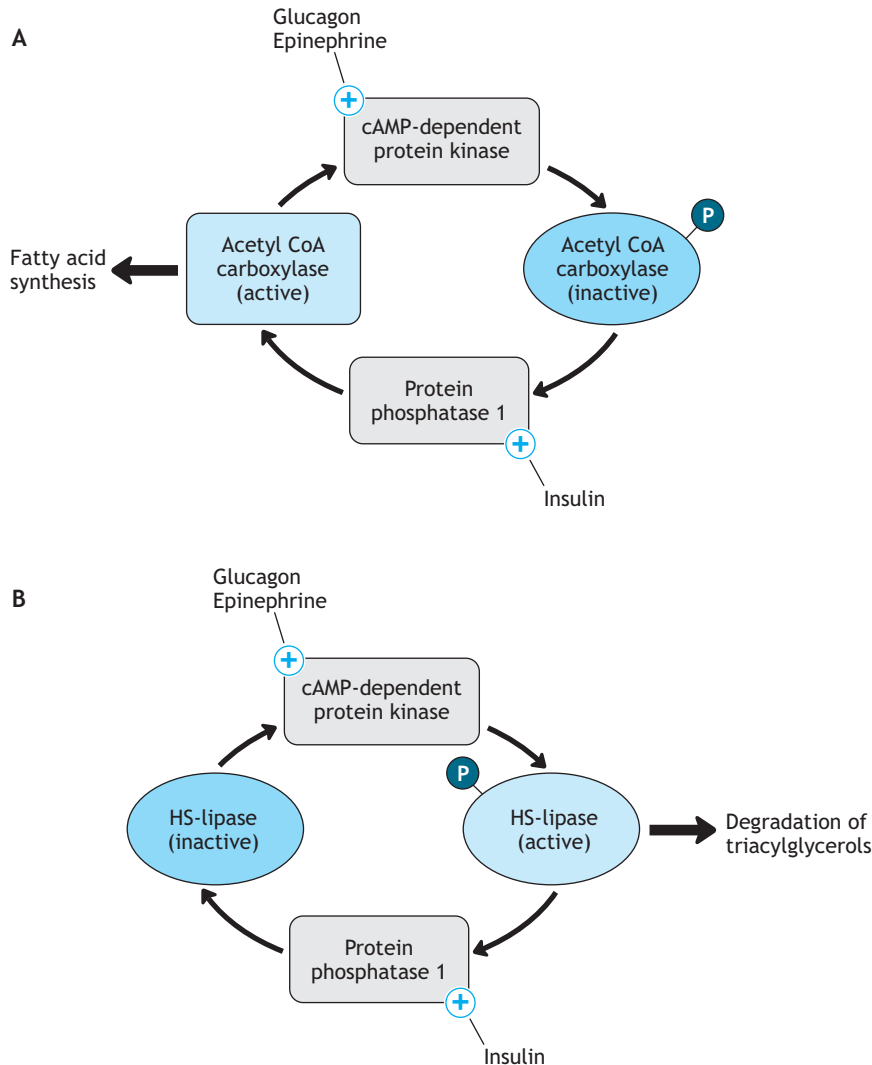 A
Glucagon
Epinephrine
+
cAMP-dependent
protein kinase
P
Fatty acid
synthesis
Acetyl CoA
carboxylase
(active)
Acetyl CoA
carboxylase
(inactive)
Protein
phosphatase 1
+
Insulin
B
Glucagon
Epinephrine
+
cAMP-dependent
protein kinase
P
HS-lipase
(inactive)
HS-lipase
(active)
Degradation of
triacylglycerols
Protein
phosphatase 1
+
Insulin